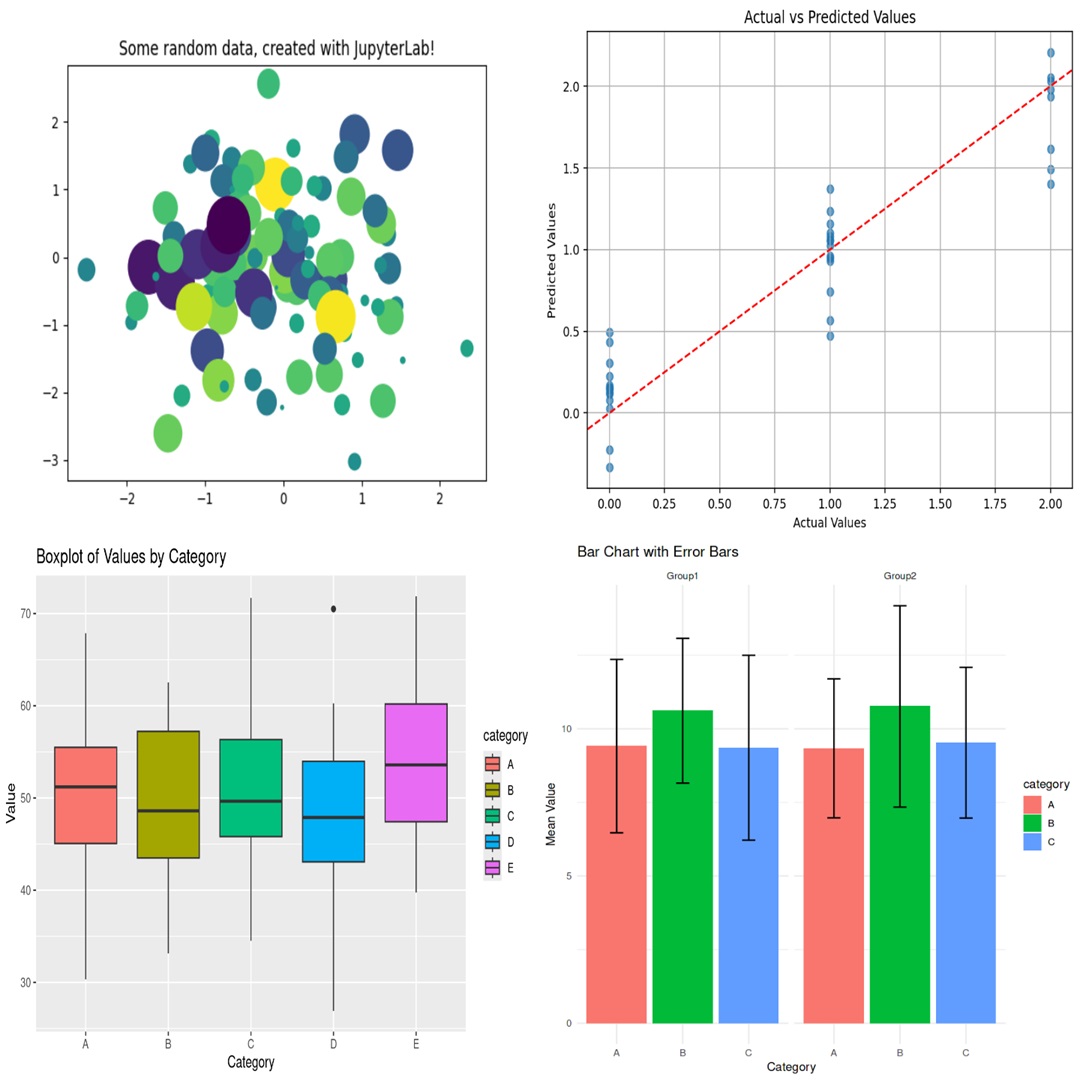 Some random data, created with JupyterLab!
2
1
0
−1
−2
−3
−2 −1 0 1 2
Actual vs Predicted Values
Predicted Values
2.0
1.5
1.0
0.5
0.0
0.00 0.25 0.50 0.75 1.00 1.25 1.50 1.75 2.00
Actual Values
Boxplot of Values by Category
Value
70
60
50
40
30
A B C D E
Category
category
A
B
C
D
E
Bar Chart with Error Bars
Group1 Group2
Mean Value
10
5
0
A B C A B C
Category
category
A
B
C